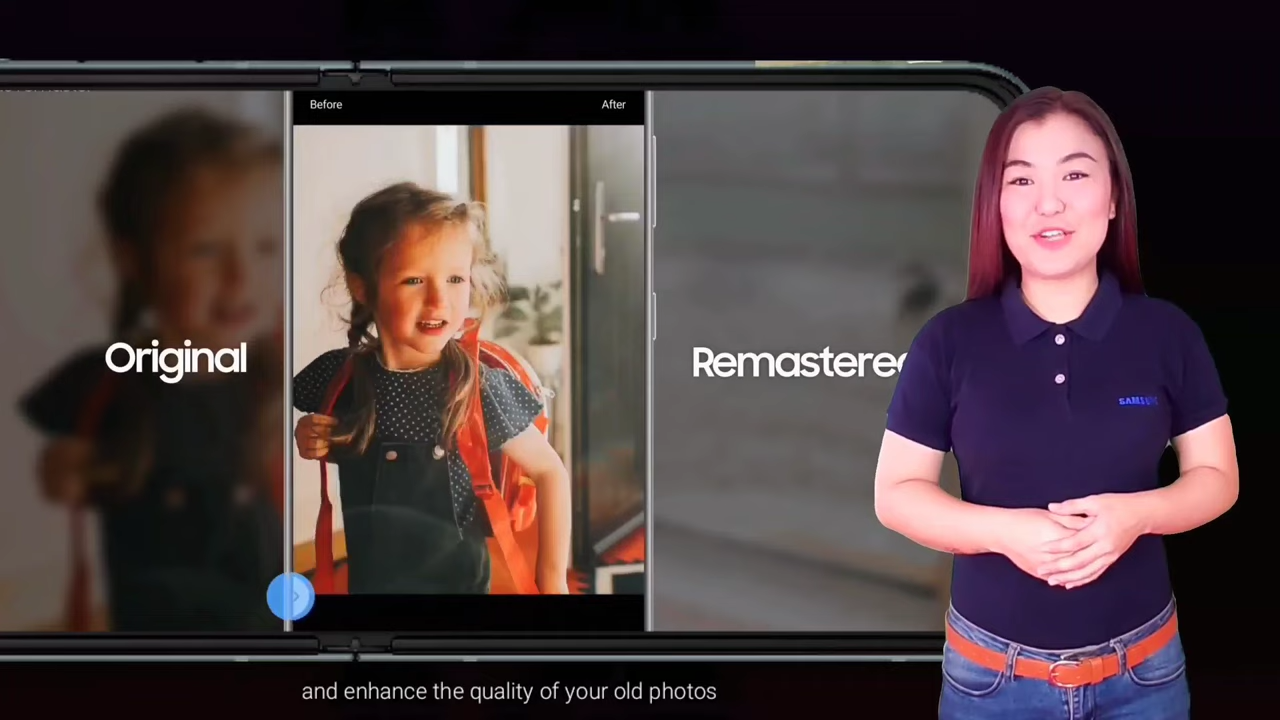 Before
After
Original
Remastered
SAMSUNG
and enhance the quality of your old photos